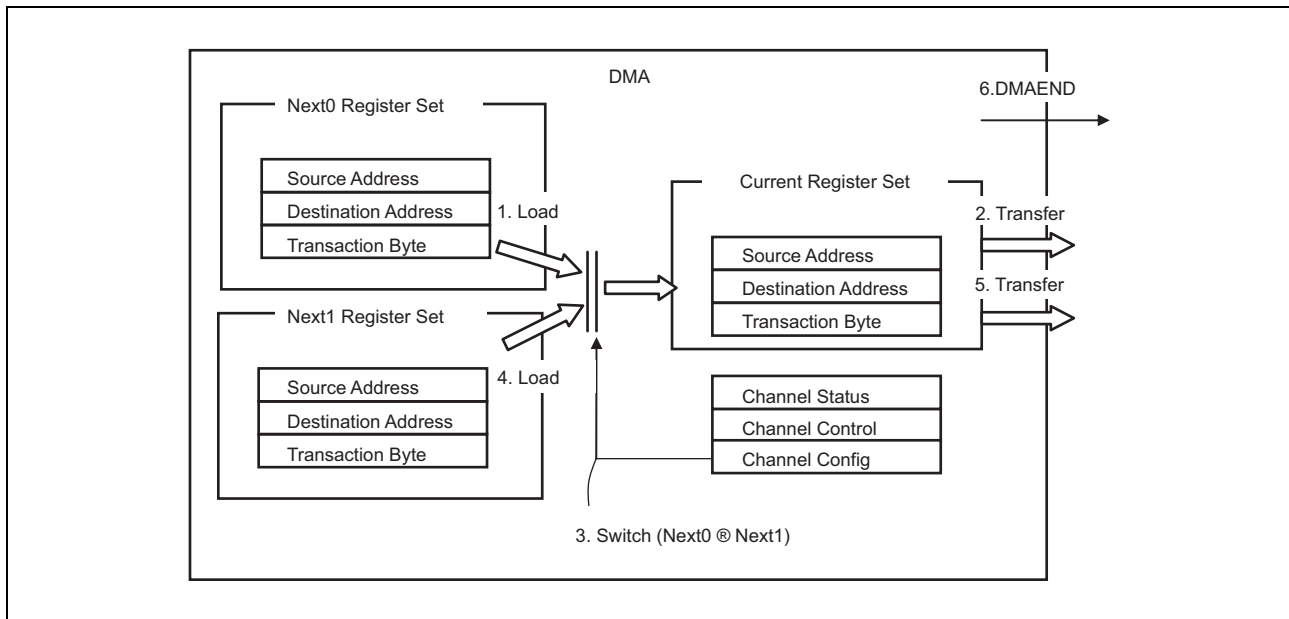 DMA
6.DMAEND
Next0 Register Set
Source Address
Destination Address
Transaction Byte
1. Load
Current Register Set
2. Transfer
Source Address
Destination Address
Transaction Byte
5. Transfer
Next1 Register Set
4. Load
Source Address
Destination Address
Transaction Byte
Channel Status
Channel Control
Channel Config
3. Switch (Next0 ® Next1)